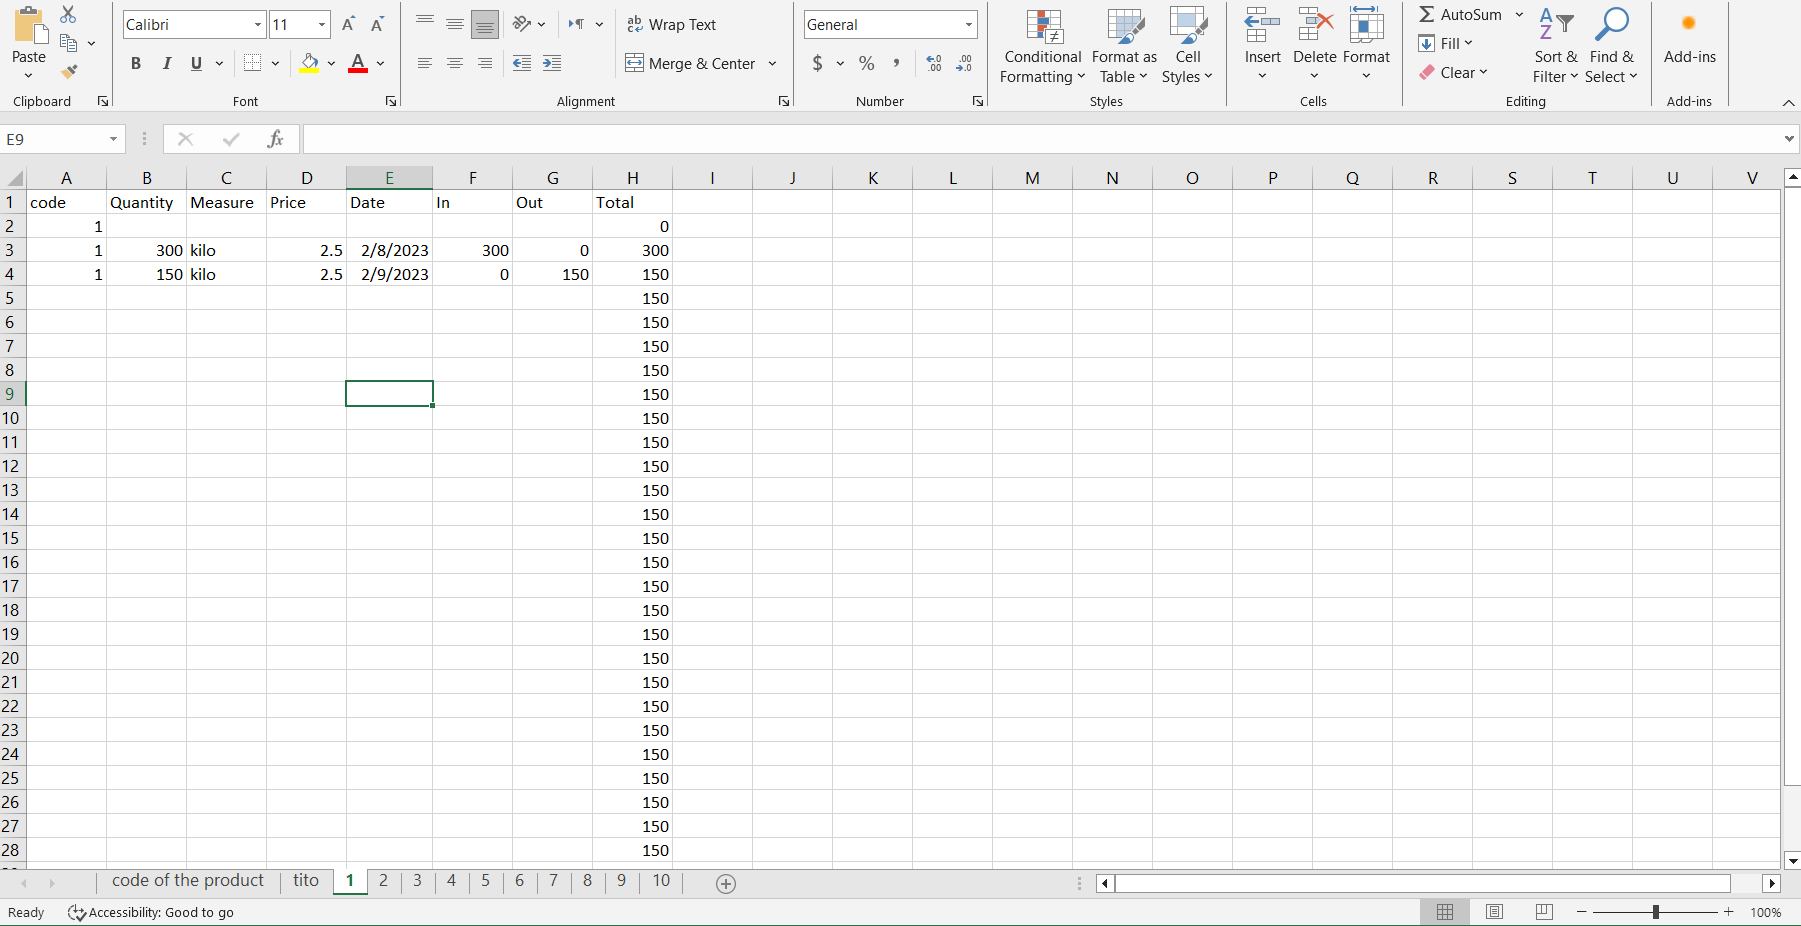 Calibri 11 A A ab Wrap Text General AutoSum
Paste B I U A Merge & Center $ % , .00 .00 Conditional Formatting Format as Table Cell Styles Insert Delete Format Fill Clear Sort & Filter Find & Select Add-ins
Clipboard Font Alignment Number Styles Cells Editing Add-ins
E9 fx
A B C D E F G H I J K L M N O P Q R S T U V
1 code Quantity Measure Price Date In Out Total
2 1 0
3 1 300 kilo 2.5 2/8/2023 300 0 300
4 1 150 kilo 2.5 2/9/2023 0 150 150
5 150
6 150
7 150
8 150
9 150
10 150
11 150
12 150
13 150
14 150
15 150
16 150
17 150
18 150
19 150
20 150
21 150
22 150
23 150
24 150
25 150
26 150
27 150
28 150
code of the product tito 1 2 3 4 5 6 7 8 9 10
Ready Accessibility: Good to go 100%